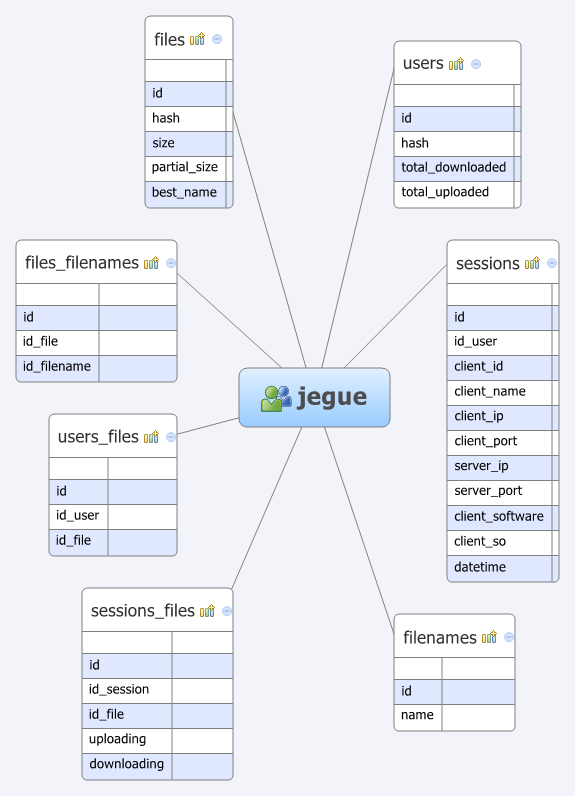 files
id
hash
size
partial_size
best_name
users
id
hash
total_downloaded
total_uploaded
files_filenames
id
id_file
id_filename
sessions
id
id_user
client_id
client_name
client_ip
client_port
server_ip
server_port
client_software
client_so
datetime
jegue
users_files
id
id_user
id_file
sessions_files
id
id_session
id_file
uploading
downloading
filenames
id
name